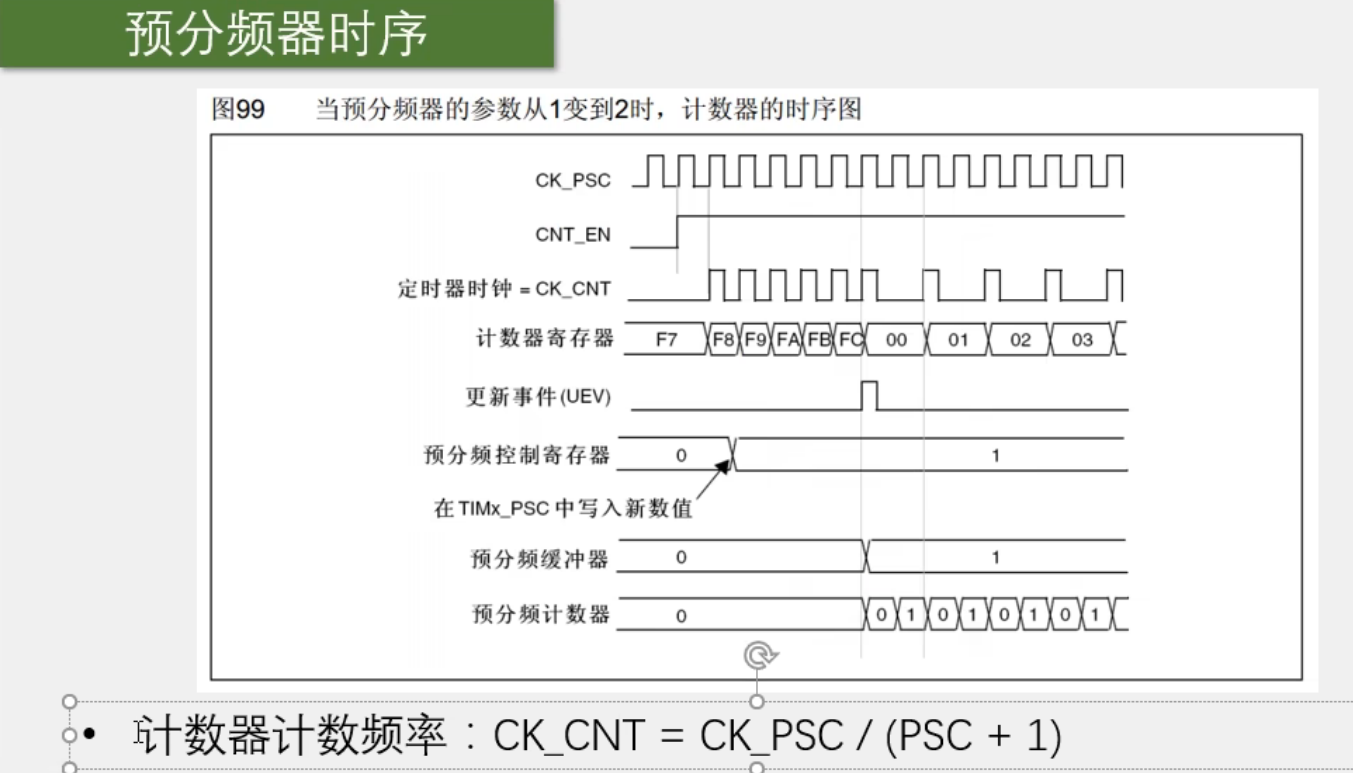 预分频器时序
图99 当预分频器的参数从1变到2时，计数器的时序图
CK_PSC
CNT_EN
定时器时钟 = CK_CNT
计数器寄存器 F7 F8 F9 FA FB FC 00 01 02 03
更新事件(UEV)
预分频控制寄存器 0 1
在TIMx_PSC中写入新数值
预分频缓冲器 0 1
预分频计数器 0 0 1 0 1 0 1 0 1
• 计数器计数频率：CK_CNT = CK_PSC / (PSC + 1)